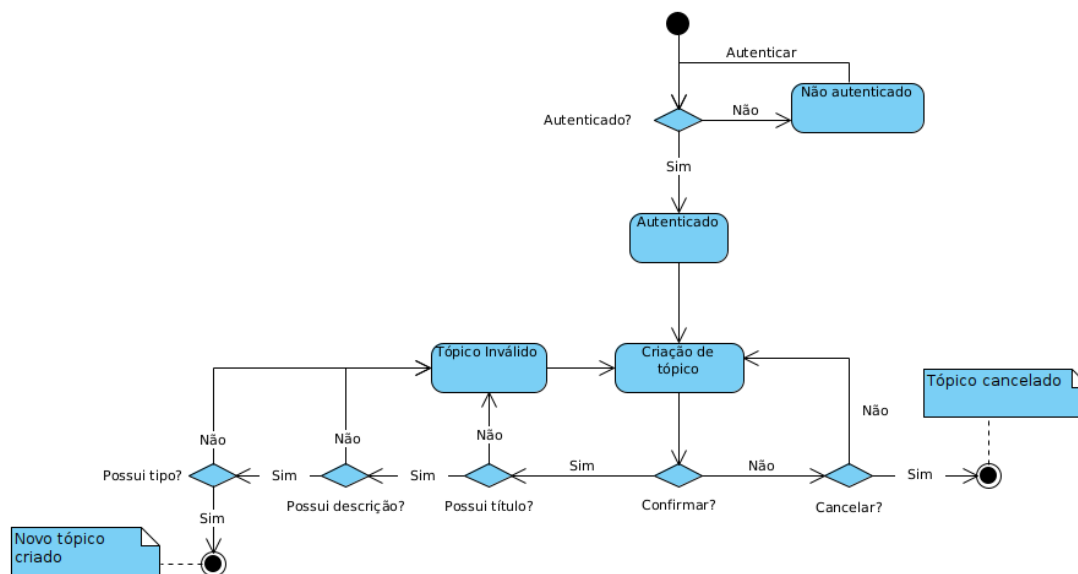 Autenticar
Não autenticado
Autenticado?
Não
Sim
Autenticado
Tópico Inválido
Criação de
tópico
Tópico cancelado
Não
Não
Não
Não
Possui tipo?
Sim
Sim
Sim
Não
Sim
Possui descrição?
Possui título?
Confirmar?
Cancelar?
Sim
Novo tópico
criado